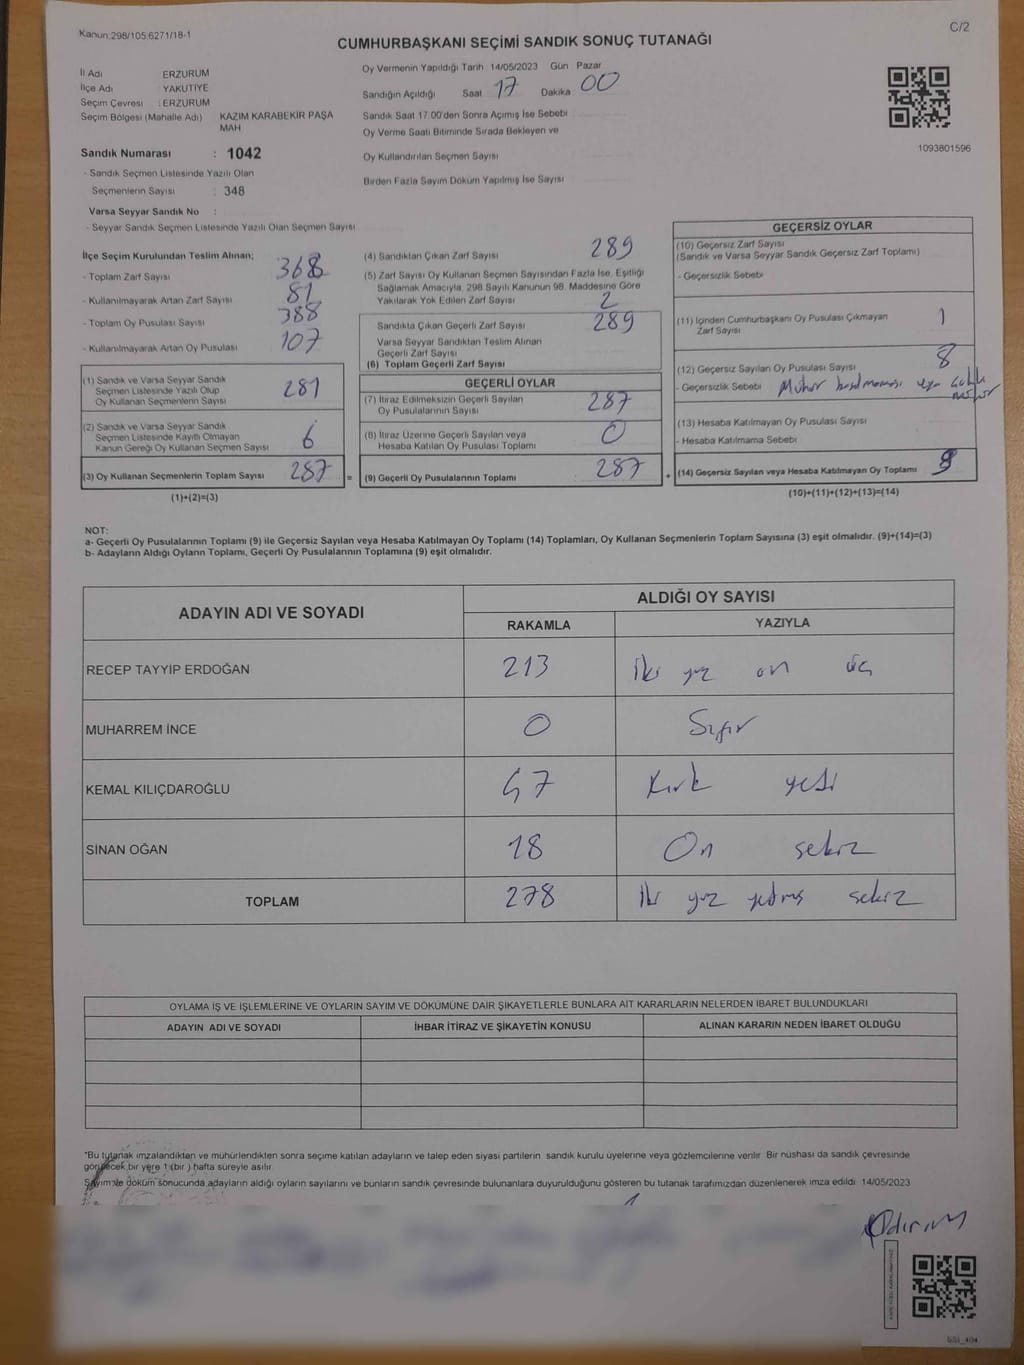 Kanun:298/105,6271/18-1
C/2
CUMHURBAŞKANI SEÇİMİ SANDIK SONUÇ TUTANAĞI
İl Adı ERZURUM
İlçe Adı YAKUTİYE
Seçim Çevresi : ERZURUM
Seçim Bölgesi (Mahalle Adı) KAZIM KARABEKİR PAŞA
MAH
Sandık Numarası : 1042
- Sandık Seçmen Listesinde Yazılı Olan
Seçmenlerin Sayısı : 348
Varsa Seyyar Sandık No :
- Seyyar Sandık Seçmen Listesinde Yazılı Olan Seçmen Sayısı
Oy Vermenin Yapıldığı Tarih 14/05/2023 Gün Pazar
Sandığın Açıldığı Saat 17 Dakika 00
Sandık Saat 17:00'den Sonra Açılmış İse Sebebi
Oy Verme Saati Bitiminde Sırada Bekleyen ve
Oy Kullandırılan Seçmen Sayısı
Birden Fazla Sayım Döküm Yapılmış İse Sayısı
1093801596
İlçe Seçim Kurulundan Teslim Alınan;
- Toplam Zarf Sayısı 368
- Kullanılmayarak Artan Zarf Sayısı 81
- Toplam Oy Pusulası Sayısı 388
- Kullanılmayarak Artan Oy Pusulası 107
(1) Sandık ve Varsa Seyyar Sandık
Seçmen Listesinde Yazılı Olup
Oy Kullanan Seçmenlerin Sayısı 281
(2) Sandık ve Varsa Seyyar Sandık
Seçmen Listesinde Kayıtlı Olmayan
Kanun Gereği Oy Kullanan Seçmen Sayısı 6
(3) Oy Kullanan Seçmenlerin Toplam Sayısı 287 =
(1)+(2)=(3)
(4) Sandıktan Çıkan Zarf Sayısı 289
(5) Zarf Sayısı Oy Kullanan Seçmen Sayısından Fazla İse, Eşitliği
Sağlamak Amacıyla, 298 Sayılı Kanunun 98. Maddesine Göre
Yakılarak Yok Edilen Zarf Sayısı 2
Sandıkta Çıkan Geçerli Zarf Sayısı 289
Varsa Seyyar Sandıktan Teslim Alınan
Geçerli Zarf Sayısı
(6) Toplam Geçerli Zarf Sayısı
GEÇERLİ OYLAR
(7) İtiraz Edilmeksizin Geçerli Sayılan
Oy Pusulalarının Sayısı 287
(8) İtiraz Üzerine Geçerli Sayılan veya
Hesaba Katılan Oy Pusulası Toplamı 0
(9) Geçerli Oy Pusulalarının Toplamı 287 +
GEÇERSİZ OYLAR
(10) Geçersiz Zarf Sayısı
(Sandık ve Varsa Seyyar Sandık Geçersiz Zarf Toplamı)
- Geçersizlik Sebebi
(11) İçinden Cumhurbaşkanı Oy Pusulası Çıkmayan
Zarf Sayısı 1
(12) Geçersiz Sayılan Oy Pusulası Sayısı 8
- Geçersizlik Sebebi Mühür basılmaması veya
(13) Hesaba Katılmayan Oy Pusulası Sayısı
- Hesaba Katılmama Sebebi
(14) Geçersiz Sayılan veya Hesaba Katılmayan Oy Toplamı
(10)+(11)+(12)+(13)=(14)
NOT:
a- Geçerli Oy Pusulalarının Toplamı (9) ile Geçersiz Sayılan veya Hesaba Katılmayan Oy Toplamı (14) Toplamları, Oy Kullanan Seçmenlerin Toplam Sayısına (3) eşit olmalıdır. (9)+(14)=(3)
b- Adayların Aldığı Oyların Toplamı, Geçerli Oy Pusulalarının Toplamına (9) eşit olmalıdır.
ADAYIN ADI VE SOYADI
ALDIĞI OY SAYISI
RAKAMLA YAZIYLA
RECEP TAYYİP ERDOĞAN 213 İki yüz on üç
MUHARREM İNCE 0 Sıfır
KEMAL KILIÇDAROĞLU 47 Kırk yedi
SİNAN OĞAN 18 On sekiz
TOPLAM 278 İki yüz yetmiş sekiz
OYLAMA İŞ VE İŞLEMLERİNE VE OYLARIN SAYIM VE DÖKÜMÜNE DAİR ŞİKAYETLERLE BUNLARA AİT KARARLARIN NELERDEN İBARET BULUNDUKLARI
ADAYIN ADI VE SOYADI İHBAR İTİRAZ VE ŞİKAYETİN KONUSU ALINAN KARARIN NEDEN İBARET OLDUĞU
*Bu tutanak imzalandıktan ve mühürlendikten sonra seçime katılan adayların ve talep eden siyasi partilerin sandık kurulu üyelerine veya gözlemcilerine verilir. Bir nüshası da sandık çevresinde
görülecek bir yere 1 (bir) hafta süreyle asılır.
Sayım ve döküm sonucunda adayların aldığı oyların sayılarını ve bunların sandık çevresinde bulunanlara duyurulduğunu gösteren bu tutanak tarafımızdan düzenlenerek imza edildi 14/05/2023